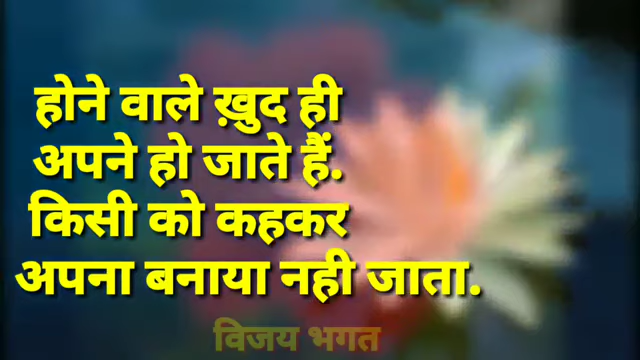 होने वाले ख़ुद ही
अपने हो जाते हैं.
किसी को कहकर
अपना बनाया नही जाता.
विजय भगत